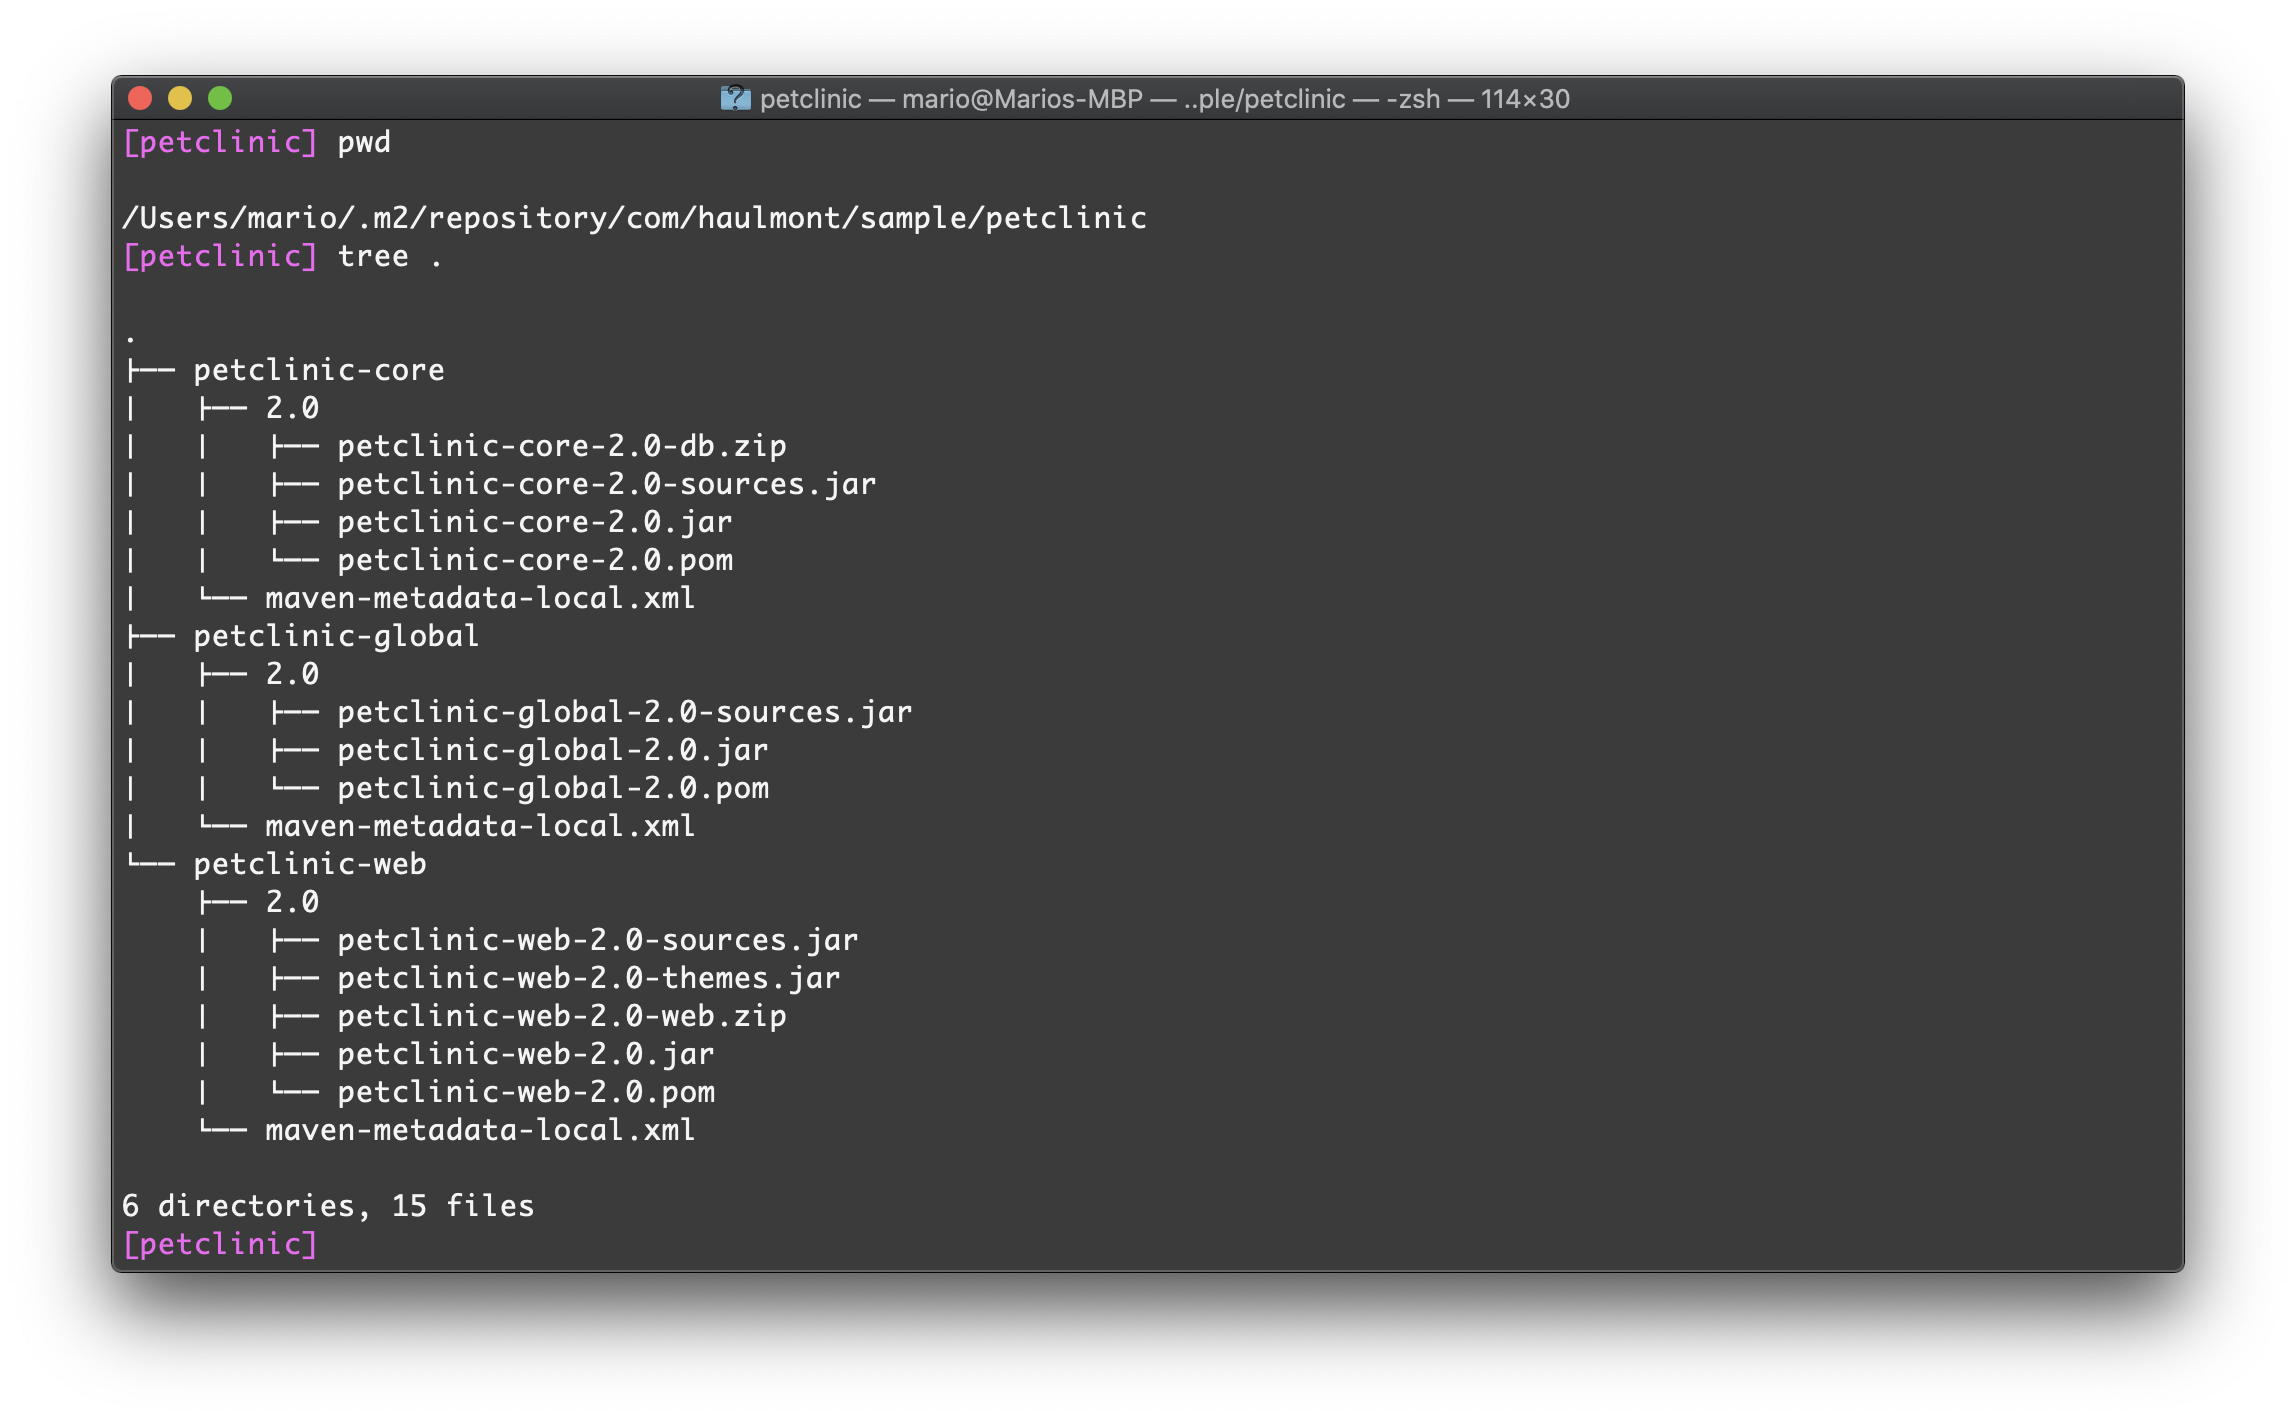 petclinic — mario@Marios-MBP — ..ple/petclinic — -zsh — 114×30
[petclinic] pwd
/Users/mario/.m2/repository/com/haulmont/sample/petclinic
[petclinic] tree .
.
├── petclinic-core
│   ├── 2.0
│   │   ├── petclinic-core-2.0-db.zip
│   │   ├── petclinic-core-2.0-sources.jar
│   │   ├── petclinic-core-2.0.jar
│   │   └── petclinic-core-2.0.pom
│   └── maven-metadata-local.xml
├── petclinic-global
│   ├── 2.0
│   │   ├── petclinic-global-2.0-sources.jar
│   │   ├── petclinic-global-2.0.jar
│   │   └── petclinic-global-2.0.pom
│   └── maven-metadata-local.xml
└── petclinic-web
    ├── 2.0
    │   ├── petclinic-web-2.0-sources.jar
    │   ├── petclinic-web-2.0-themes.jar
    │   ├── petclinic-web-2.0-web.zip
    │   ├── petclinic-web-2.0.jar
    │   └── petclinic-web-2.0.pom
    └── maven-metadata-local.xml
6 directories, 15 files
[petclinic]